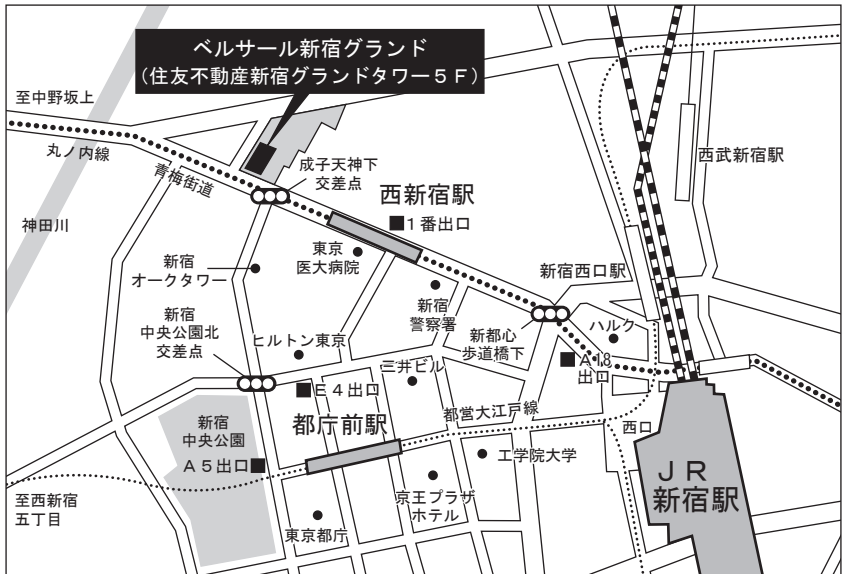 ベルサール新宿グランド
(住友不動産新宿グランドタワー5F)
至中野坂上
丸ノ内線
青梅街道
神田川
成子天神下
交差点
西新宿駅
■1番出口
西武新宿駅
新宿
オークタワー
東京
医大病院
新宿西口駅
新宿
中央公園北
交差点
新宿
警察署
新都心
歩道橋下
ハルク
ヒルトン東京
三井ビル
■A18
出口
■E4出口
都営大江戸線
新宿
中央公園
都庁前駅
西口
A5出口■
工学院大学
JR
新宿駅
至西新宿
五丁目
京王プラザ
ホテル
東京都庁